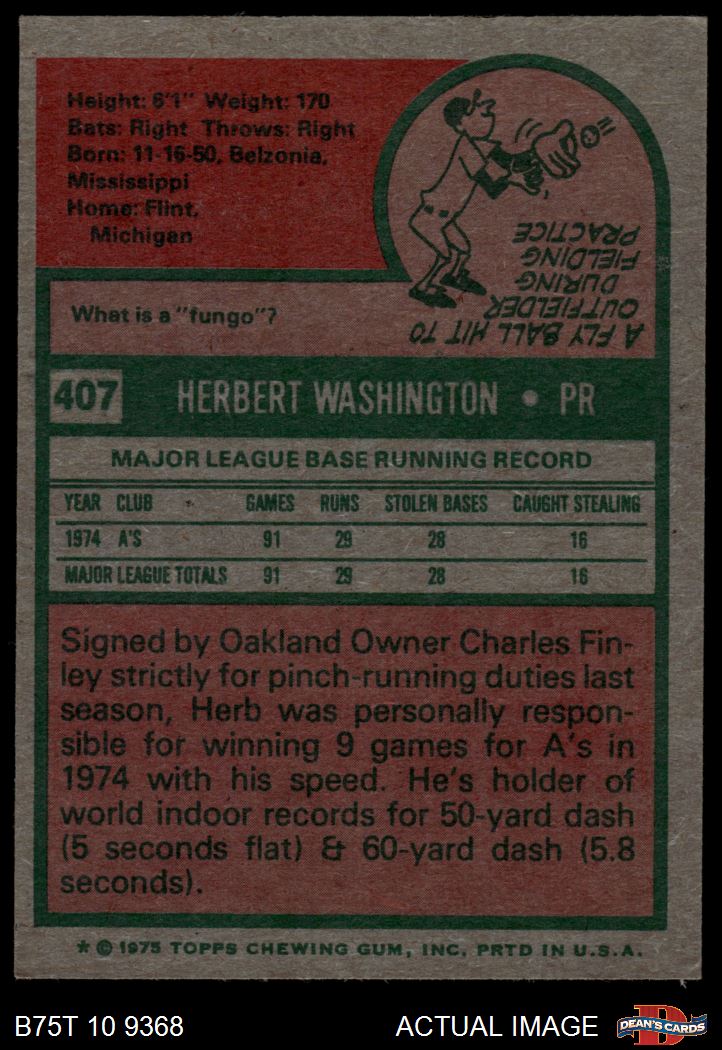 Height: 6'1" Weight: 170
Bats: Right Throws: Right
Born: 11-16-50, Belzonia,
Mississippi
Home: Flint,
Michigan
What is a "fungo"?
A FLY BALL HIT TO
OUTFIELDER
DURING
FIELDING
PRACTICE
407 HERBERT WASHINGTON • PR
MAJOR LEAGUE BASE RUNNING RECORD
YEAR CLUB GAMES RUNS STOLEN BASES CAUGHT STEALING
1974 A'S 91 29 28 16
MAJOR LEAGUE TOTALS 91 29 28 16
Signed by Oakland Owner Charles Fin-
ley strictly for pinch-running duties last
season, Herb was personally respon-
sible for winning 9 games for A's in
1974 with his speed. He's holder of
world indoor records for 50-yard dash
(5 seconds flat) & 60-yard dash (5.8
seconds).
* © 1975 TOPPS CHEWING GUM, INC. PRTD IN U.S.A.
B75T 10 9368 ACTUAL IMAGE D DEAN'S CARDS